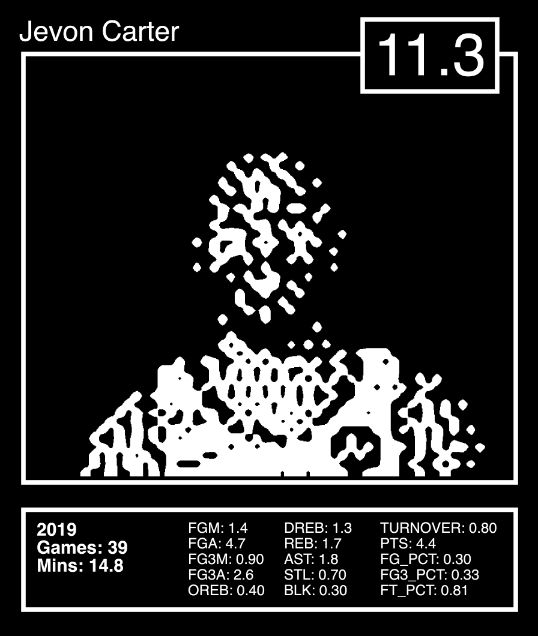 Jevon Carter
11.3
2019
Games: 39
Mins: 14.8
FGM: 1.4
FGA: 4.7
FG3M: 0.90
FG3A: 2.6
OREB: 0.40
DREB: 1.3
REB: 1.7
AST: 1.8
STL: 0.70
BLK: 0.30
TURNOVER: 0.80
PTS: 4.4
FG_PCT: 0.30
FG3_PCT: 0.33
FT_PCT: 0.81